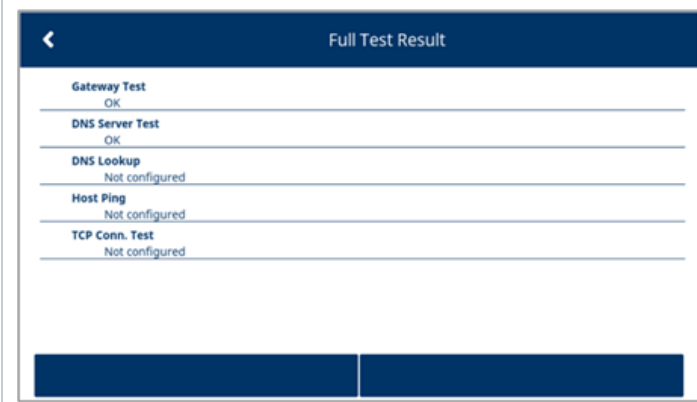 Full Test Result
Gateway Test
OK
DNS Server Test
OK
DNS Lookup
Not configured
Host Ping
Not configured
TCP Conn. Test
Not configured